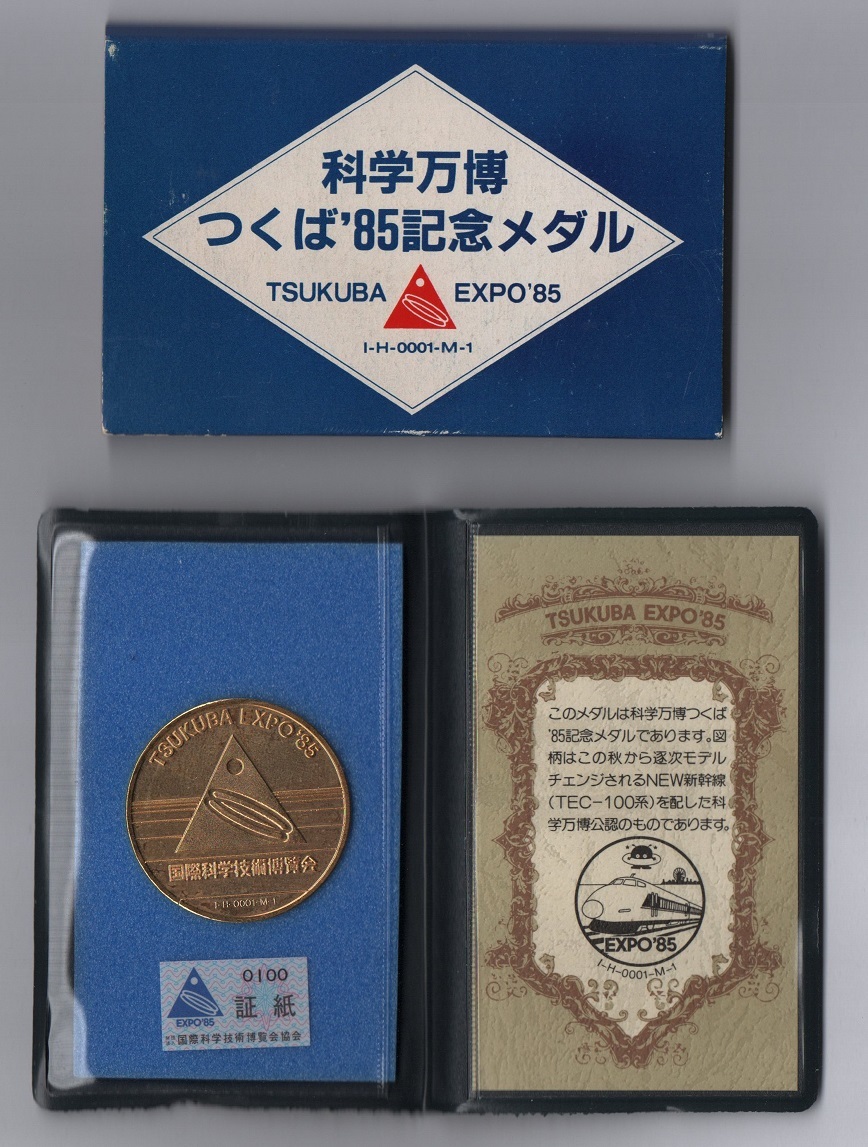 科学万博
つくば'85記念メダル
TSUKUBA EXPO'85
I-H-0001-M-1
TSUKUBA EXPO'85
国際科学技術博覧会
I-H-0001-M-1
0100
証紙
EXPO'85
国際科学技術博覧会協会
TSUKUBA EXPO'85
このメダルは科学万博つくば
'85記念メダルであります。図
柄はこの秋から逐次モデル
チェンジされるNEW新幹線
(TEC-100系)を配した科
学万博公認のものであります。
EXPO'85
I-H-0001-M-1